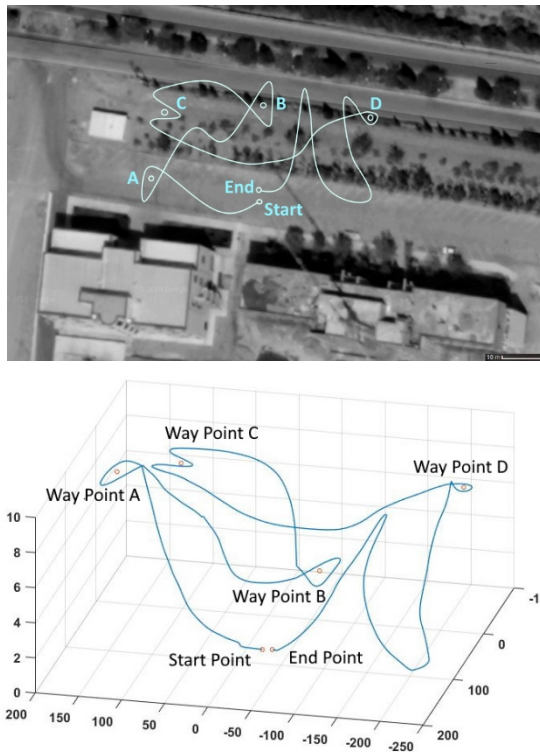 C
B
D
A
End
Start
10 m
Way Point C
Way Point D
Way Point A
Way Point B
Start Point
End Point
10
8
6
4
2
0
200
150
100
50
0
-50
-100
-150
-200
-250
200
100
0
-1